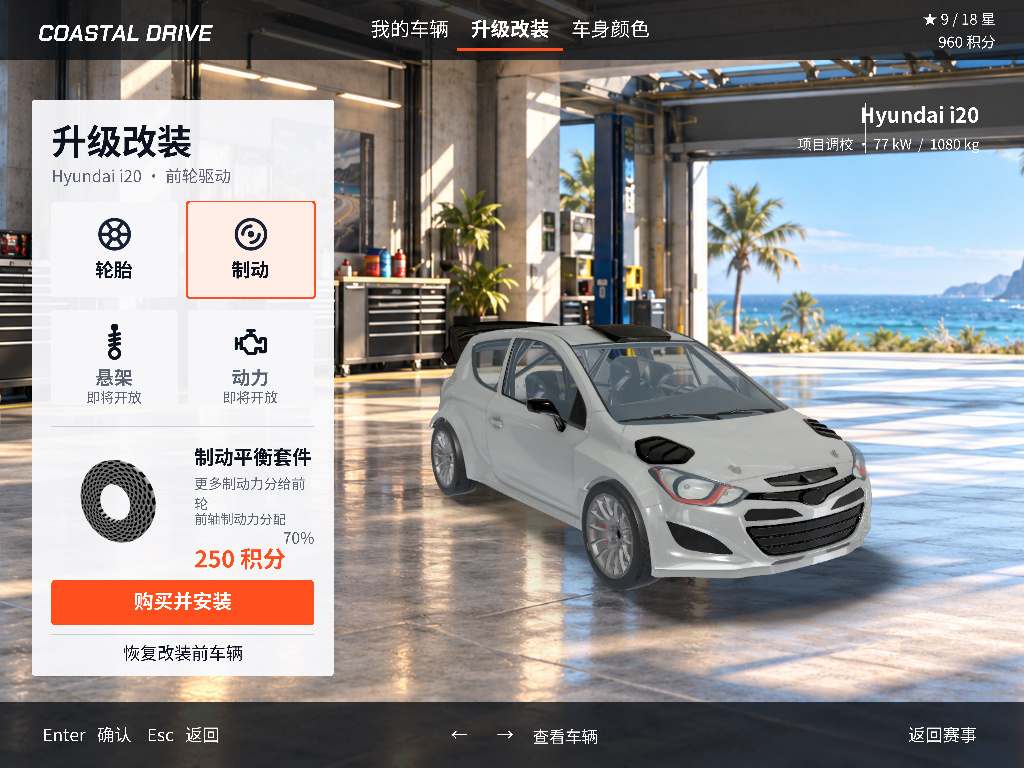 COASTAL DRIVE
我的车辆 升级改装 车身颜色
★ 9 / 18 星
960 积分
升级改装
Hyundai i20 · 前轮驱动
轮胎
制动
悬架
即将开放
动力
即将开放
制动平衡套件
更多制动力分给前
轮
前轴制动力分配
70%
250 积分
购买并安装
恢复改装前车辆
Hyundai i20
项目调校 · 77 kW / 1080 kg
Enter 确认 Esc 返回
← → 查看车辆
返回赛事